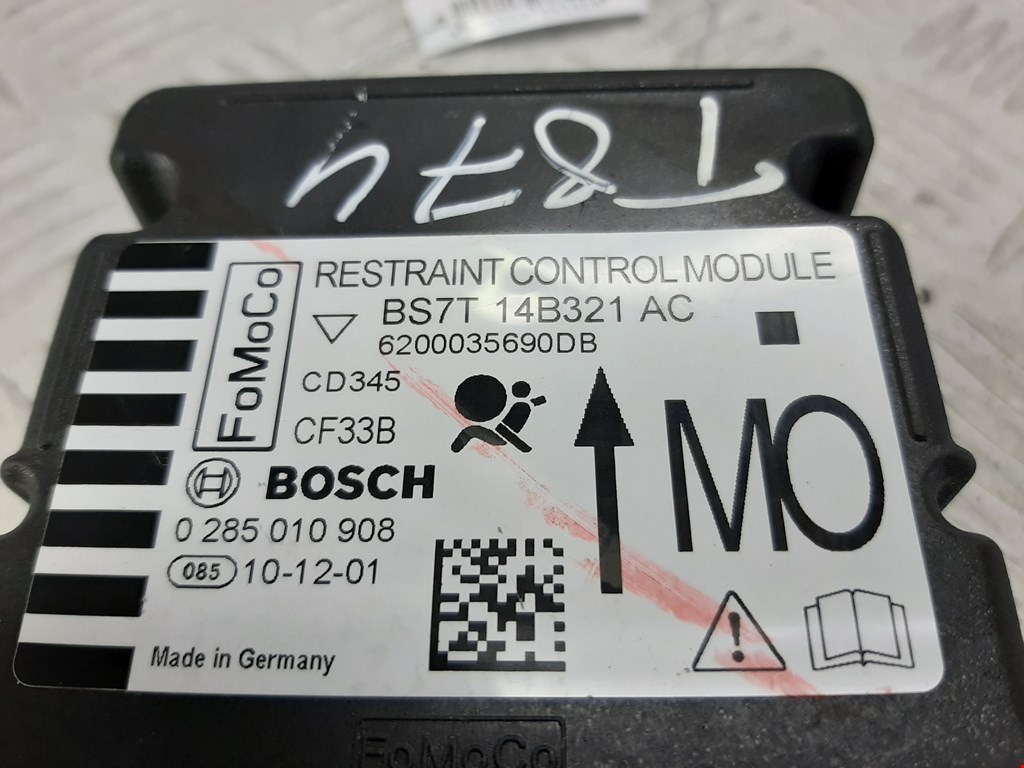 T874
RESTRAINT CONTROL MODULE
BS7T 14B321 AC
6200035690DB
FoMoCo
CD345
CF33B
MO
BOSCH
0 285 010 908
085 10-12-01
Made in Germany
FoMoCo